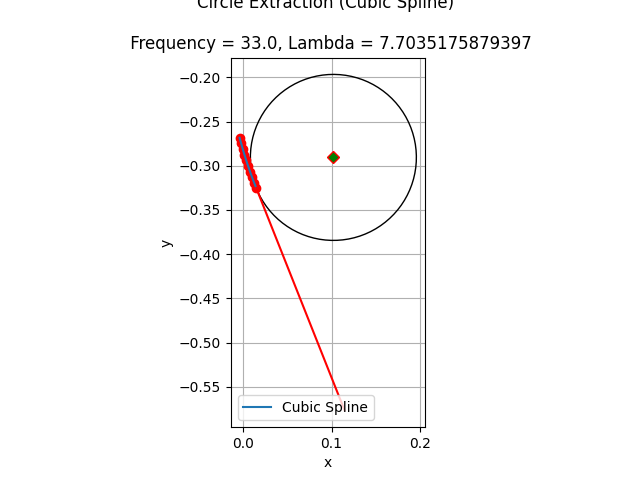 Circle Extraction (Cubic Spline)
Frequency = 33.0, Lambda = 7.7035175879397
−0.20
−0.25
−0.30
−0.35
−0.40
−0.45
−0.50
−0.55
y
Cubic Spline
0.0 0.1 0.2
x